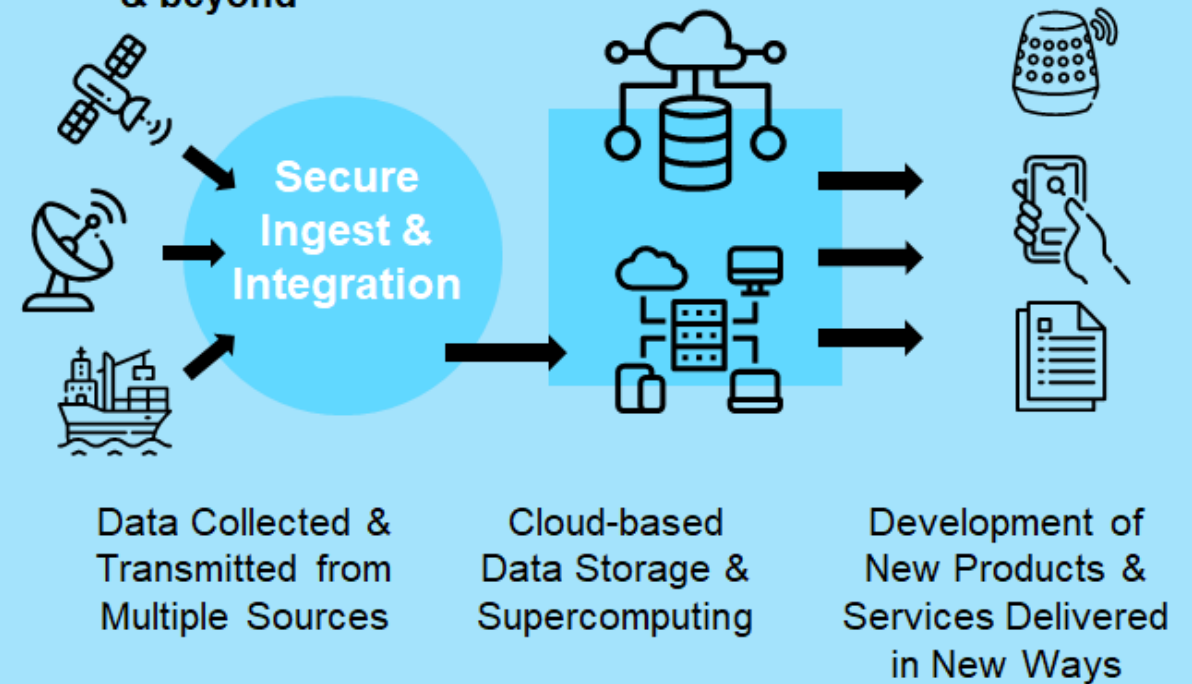 & beyond
Secure
Ingest &
Integration
Data Collected &
Transmitted from
Multiple Sources
Cloud-based
Data Storage &
Supercomputing
Development of
New Products &
Services Delivered
in New Ways